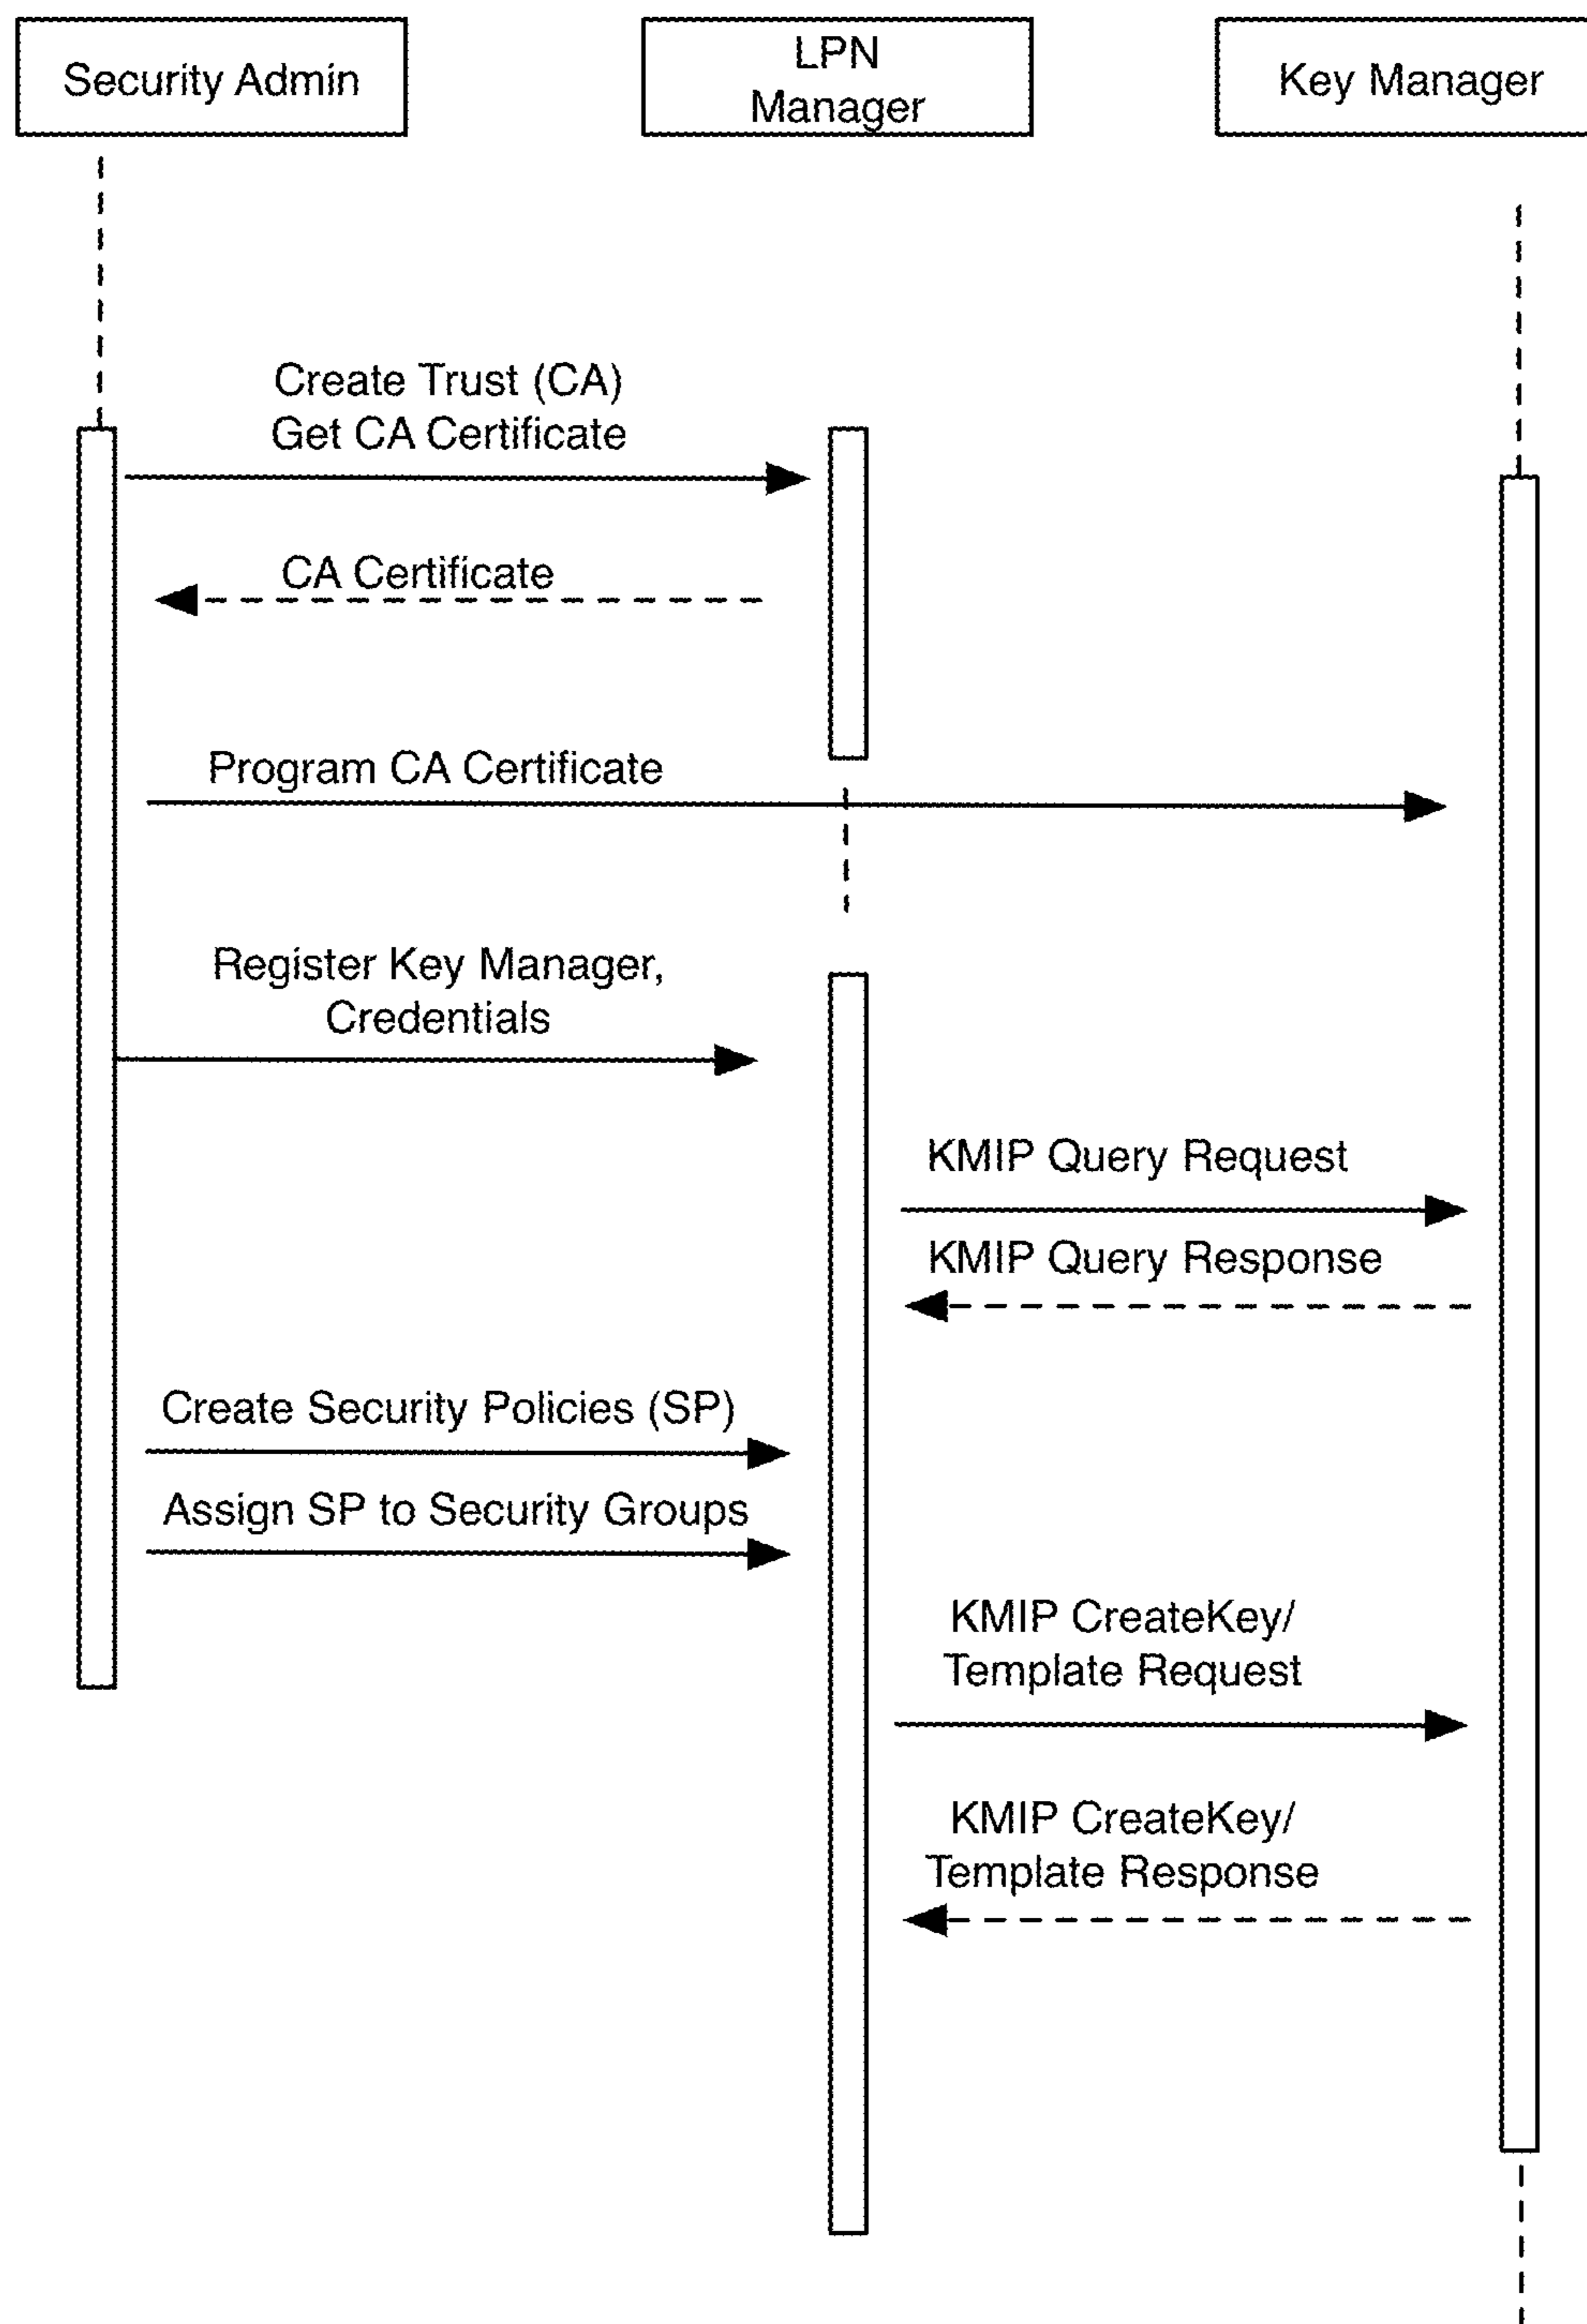 Security Admin
LPN
Manager
Key Manager
Create Trust (CA)
Get CA Certificate
CA Certificate
Program CA Certificate
Register Key Manager,
Credentials
KMIP Query Request
KMIP Query Response
Create Security Policies (SP)
Assign SP to Security Groups
KMIP CreateKey/
Template Request
KMIP CreateKey/
Template Response